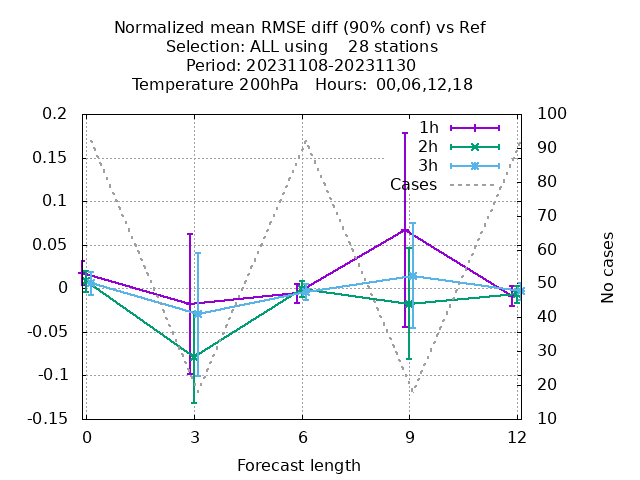 Normalized mean RMSE diff (90% conf) vs Ref
Selection: ALL using    28 stations
Period: 20231108-20231130
Temperature 200hPa   Hours:  00,06,12,18
0.2
0.15
0.1
0.05
0
-0.05
-0.1
-0.15
100
90
80
70
60
50
40
30
20
10
1h
2h
3h
Cases
No cases
0
3
6
9
12
Forecast length